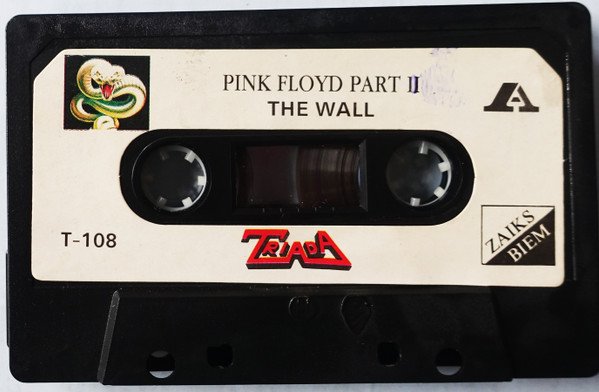 PINK FLOYD PART II
THE WALL
A
T-108
TRIADA
ZAIKS
BIEM